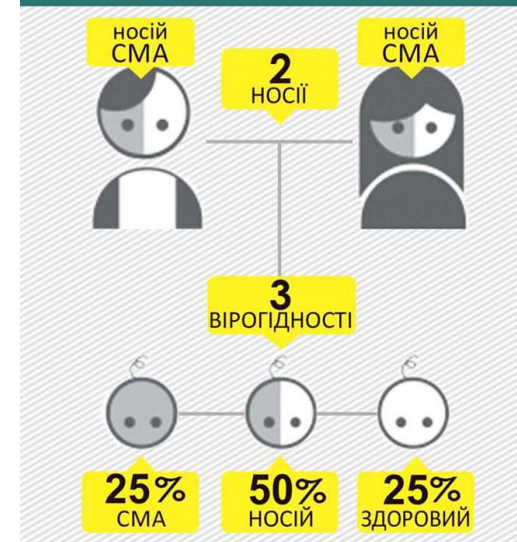 носій
СМА
носій
СМА
2
НОСІЇ
3
ВІРОГІДНОСТІ
25%
СМА
50%
НОСІЙ
25%
ЗДОРОВИЙ